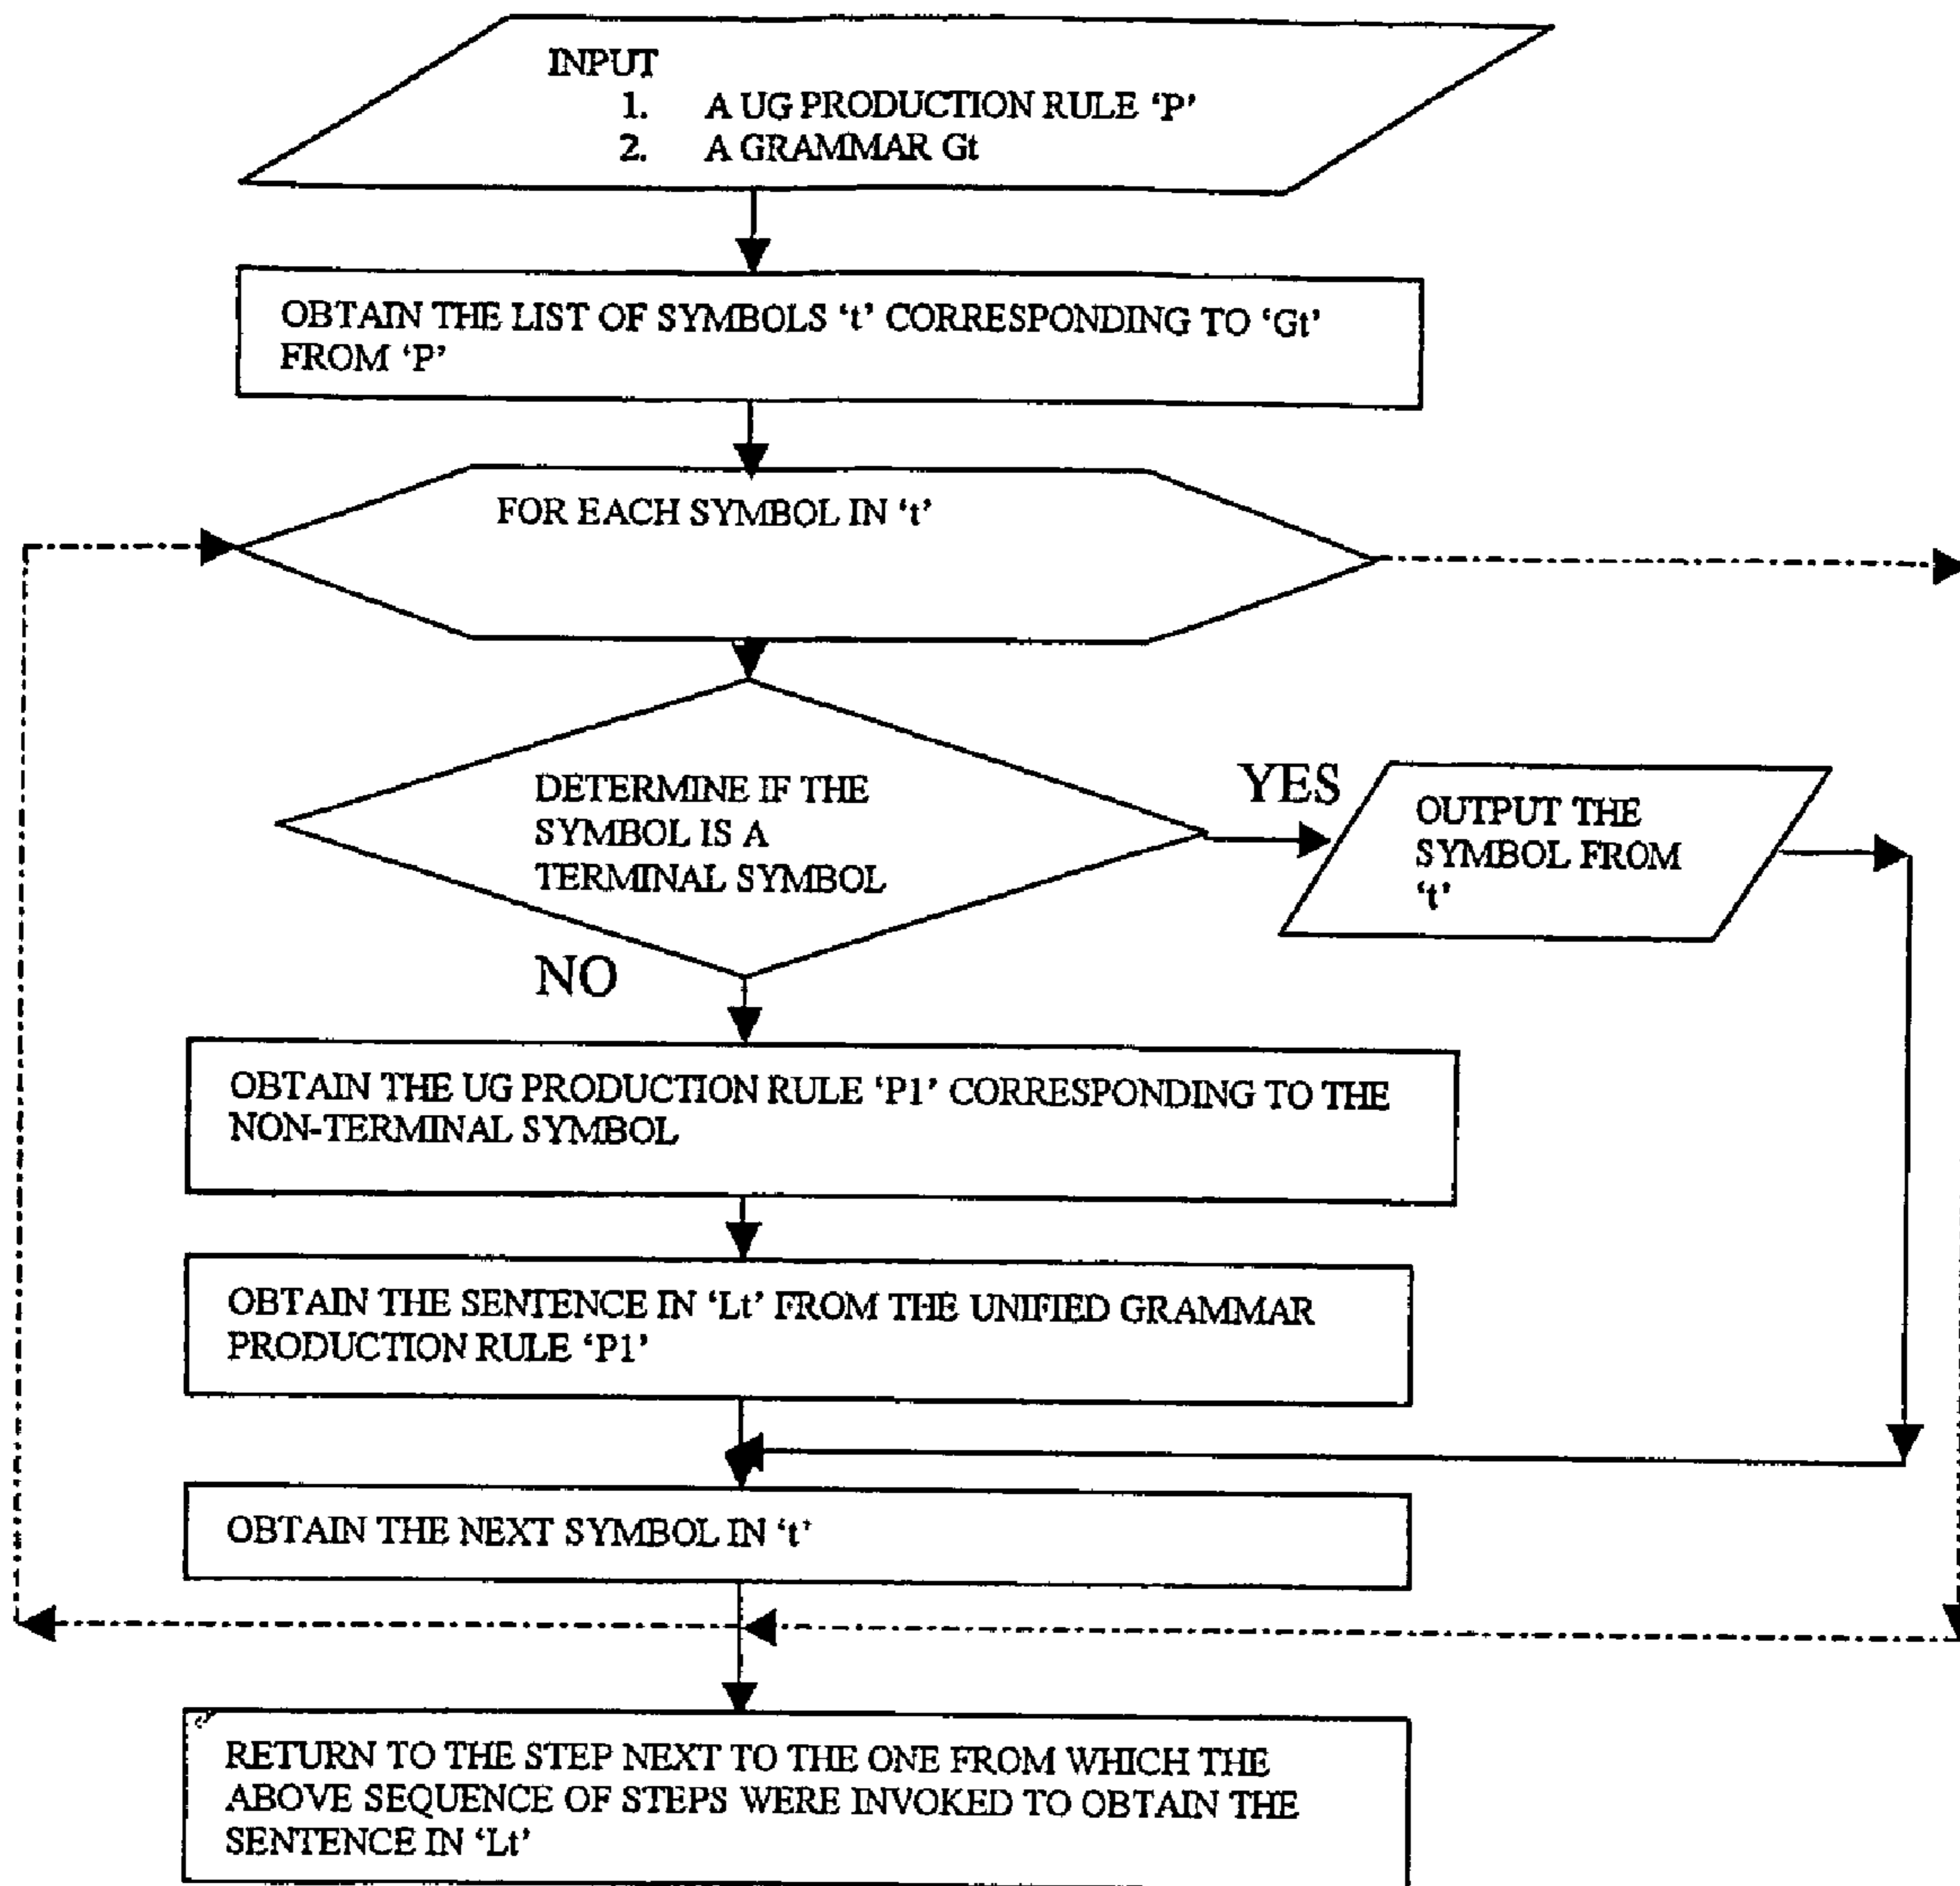 INPUT
1. A UG PRODUCTION RULE ‘P’
2. A GRAMMAR Gt
OBTAIN THE LIST OF SYMBOLS ‘t’ CORRESPONDING TO ‘Gt’
FROM ‘P’
FOR EACH SYMBOL IN ‘t’
DETERMINE IF THE
SYMBOL IS A
TERMINAL SYMBOL
YES
OUTPUT THE
SYMBOL FROM
‘t’
NO
OBTAIN THE UG PRODUCTION RULE ‘P1’ CORRESPONDING TO THE
NON-TERMINAL SYMBOL
OBTAIN THE SENTENCE IN ‘Lt’ FROM THE UNIFIED GRAMMAR
PRODUCTION RULE ‘P1’
OBTAIN THE NEXT SYMBOL IN ‘t’
RETURN TO THE STEP NEXT TO THE ONE FROM WHICH THE
ABOVE SEQUENCE OF STEPS WERE INVOKED TO OBTAIN THE
SENTENCE IN ‘Lt’